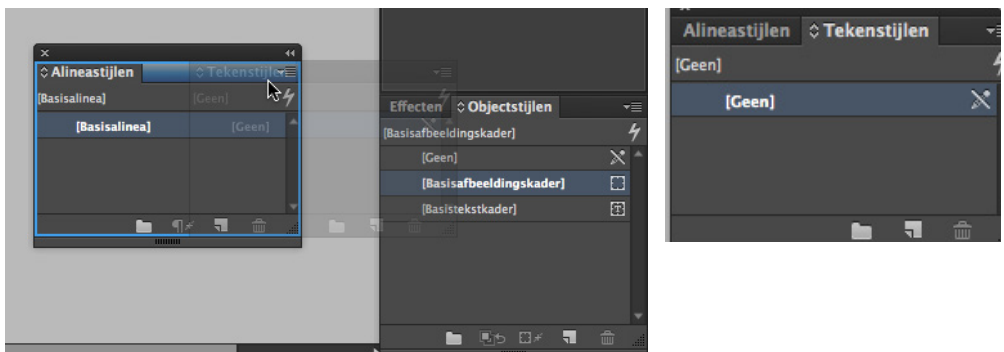 Alineastijlen Tekenstijlen
[Basisalinea] [Geen]
[Basisalinea] [Geen]
Effecten Objectstijlen
[Basisafbeeldingskader]
[Geen]
[Basisafbeeldingskader]
[Basistekstkader]
Alineastijlen Tekenstijlen
[Geen]
[Geen]